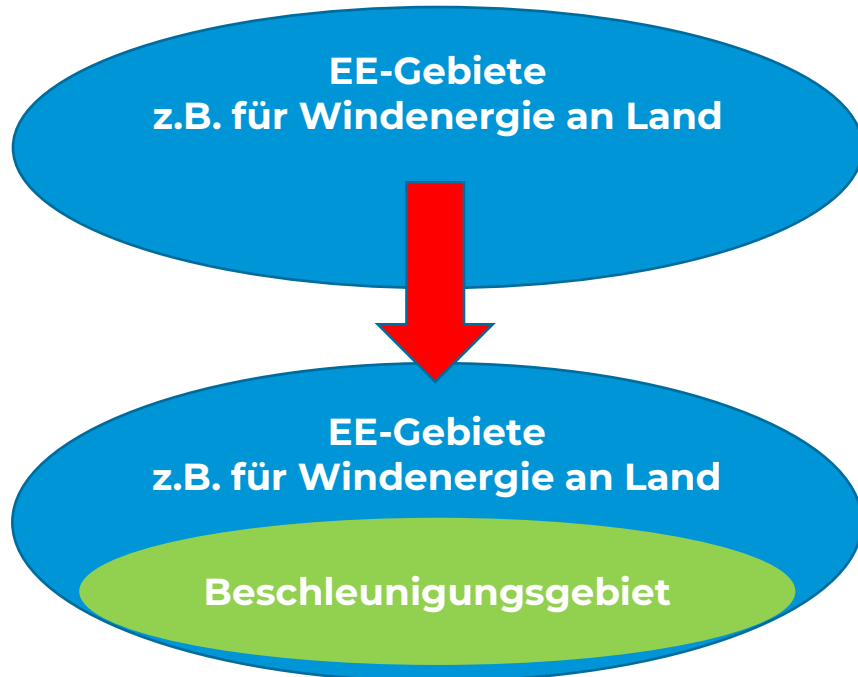 EE-Gebiete
z.B. für Windenergie an Land
EE-Gebiete
z.B. für Windenergie an Land
Beschleunigungsgebiet